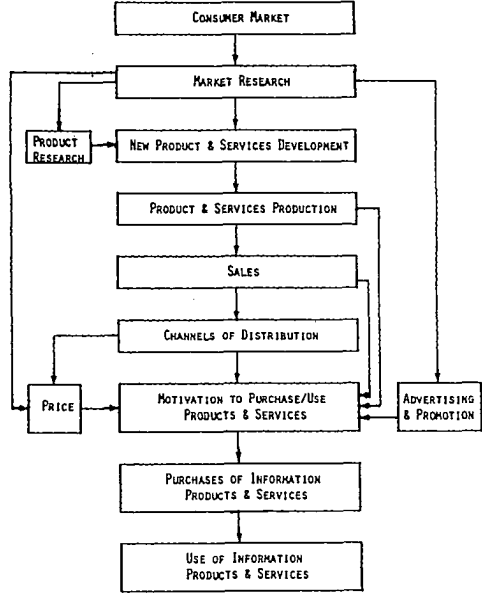 CONSUMER MARKET
MARKET RESEARCH
PRODUCT
RESEARCH
NEW PRODUCT & SERVICES DEVELOPMENT
PRODUCT & SERVICES PRODUCTION
SALES
CHANNELS OF DISTRIBUTION
PRICE
MOTIVATION TO PURCHASE/USE
PRODUCTS & SERVICES
ADVERTISING
& PROMOTION
PURCHASES OF INFORMATION
PRODUCTS & SERVICES
USE OF INFORMATION
PRODUCTS & SERVICES